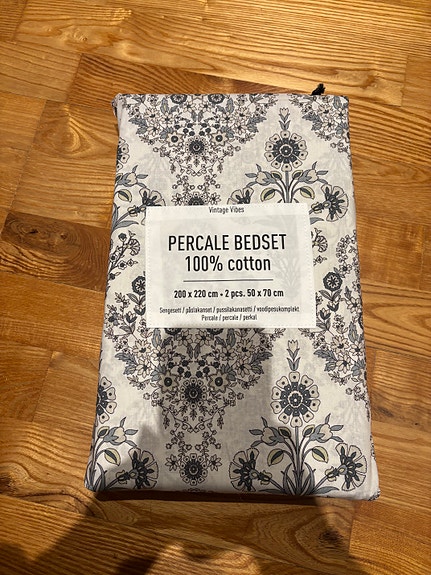 Vintage Vibes
PERCALE BEDSET
100% cotton
200 x 220 cm + 2 pcs. 50 x 70 cm
Sengesett / påslakanset / pussilakanasetti / voodipesukomplekt
Percale / percale / perkal